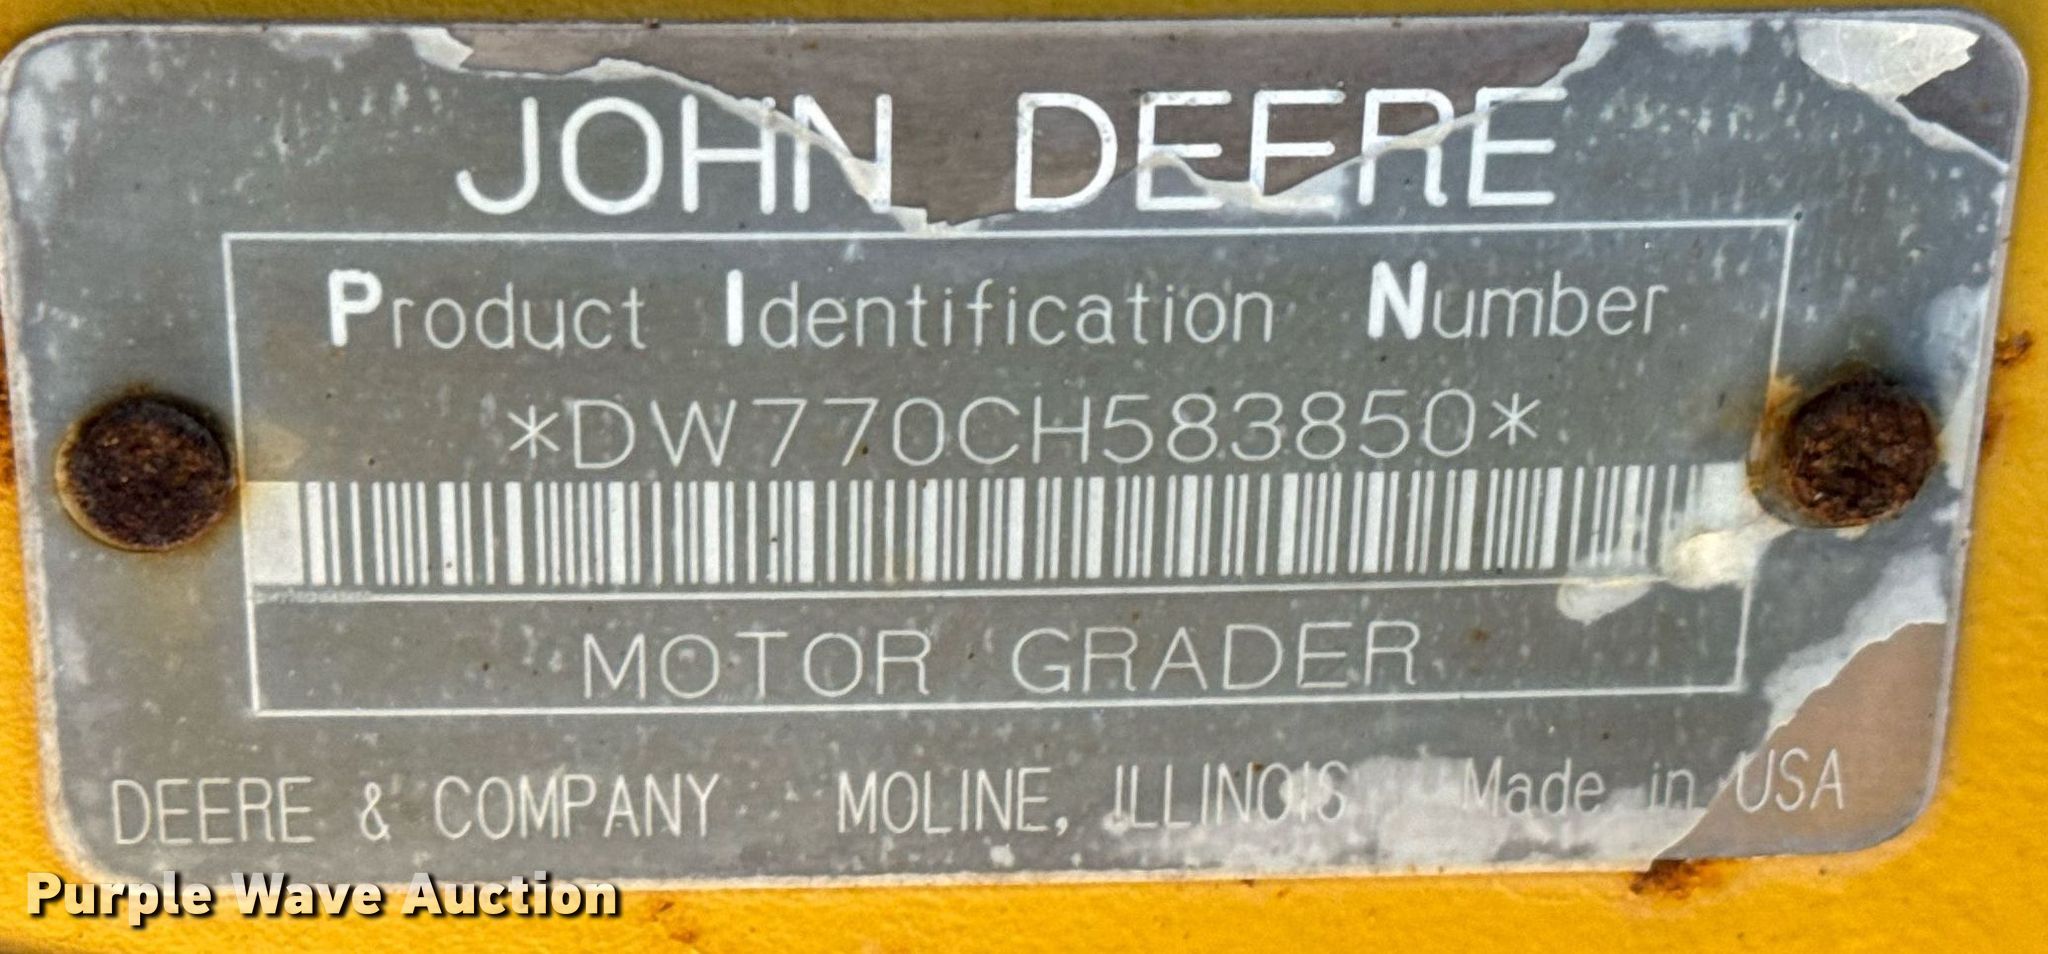 JOHN DEERE
Product Identification Number
*DW770CH583850*
MOTOR GRADER
DEERE & COMPANY MOLINE, ILLINOIS Made in USA
Purple Wave Auction